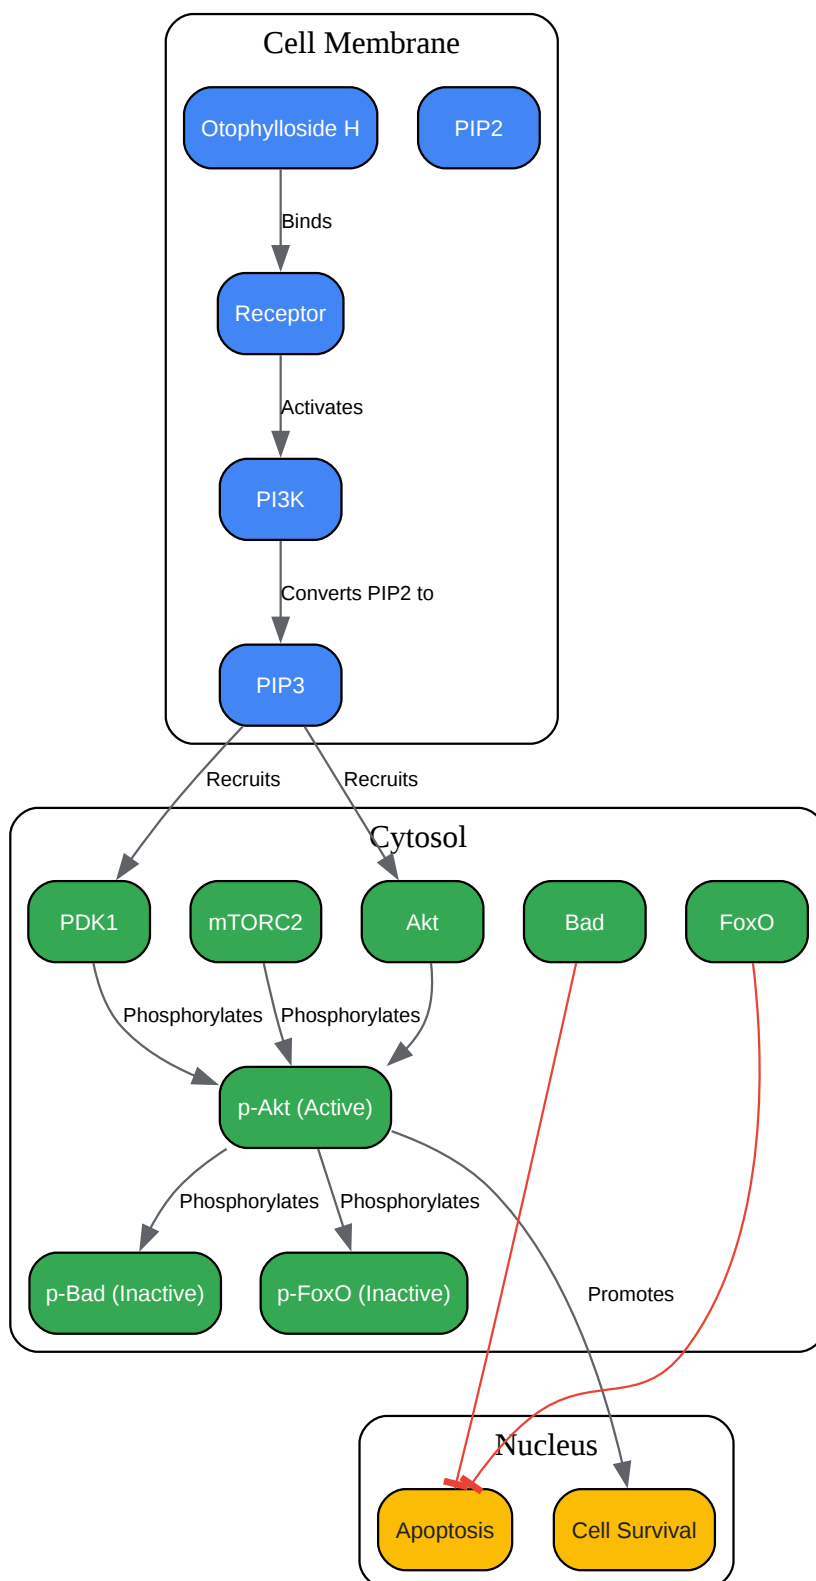 Cell Membrane
Otophylloside H
PIP2
Binds
Receptor
Activates
PI3K
Converts PIP2 to
PIP3
Recruits
Recruits
Cytosol
PDK1
mTORC2
Akt
Bad
FoxO
Phosphorylates
Phosphorylates
p-Akt (Active)
Phosphorylates
Phosphorylates
p-Bad (Inactive)
p-FoxO (Inactive)
Promotes
Nucleus
Apoptosis
Cell Survival